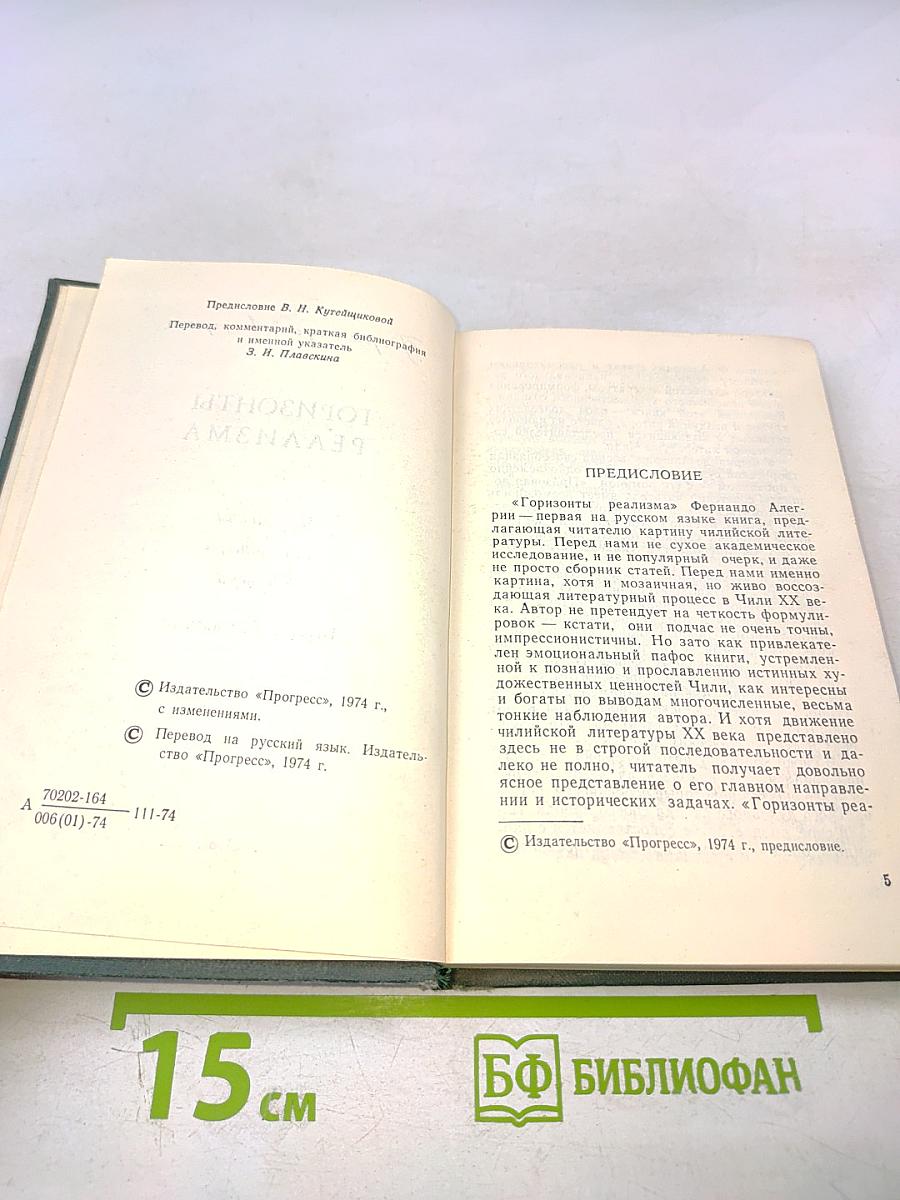 Предисловие В. Н. Кутейщиковой
Перевод, комментарий, краткая библиография
и именной указатель
З. И. Плавскина
ГОРИЗОНТЫ
РЕАЛИЗМА
© Издательство «Прогресс», 1974 г.,
с изменениями.
© Перевод на русский язык. Издатель-
ство «Прогресс», 1974 г.
А 70202-164
006(01)-74
111-74
ПРЕДИСЛОВИЕ
«Горизонты реализма» Фернандо Алег-
рии — первая на русском языке книга, пред-
лагающая читателю картину чилийской лите-
ратуры. Перед нами не сухое академическое
исследование, и не популярный очерк, и даже
не просто сборник статей. Перед нами именно
картина, хотя и мозаичная, но живо воссоз-
дающая литературный процесс в Чили XX ве-
ка. Автор не претендует на четкость формули-
ровок — кстати, они подчас не очень точны,
импрессионистичны. Но зато как привлекате-
лен эмоциональный пафос книги, устремлен-
ной к познанию и прославлению истинных ху-
дожественных ценностей Чили, как интересны
и богаты по выводам многочисленные, весьма
тонкие наблюдения автора. И хотя движение
чилийской литературы XX века представлено
здесь не в строгой последовательности и да-
леко не полно, читатель получает довольно
ясное представление о его главном направле-
нии и исторических задачах. «Горизонты реа-
© Издательство «Прогресс», 1974 г., предисловие.
5
15 см
БФ БИБЛИОФАН